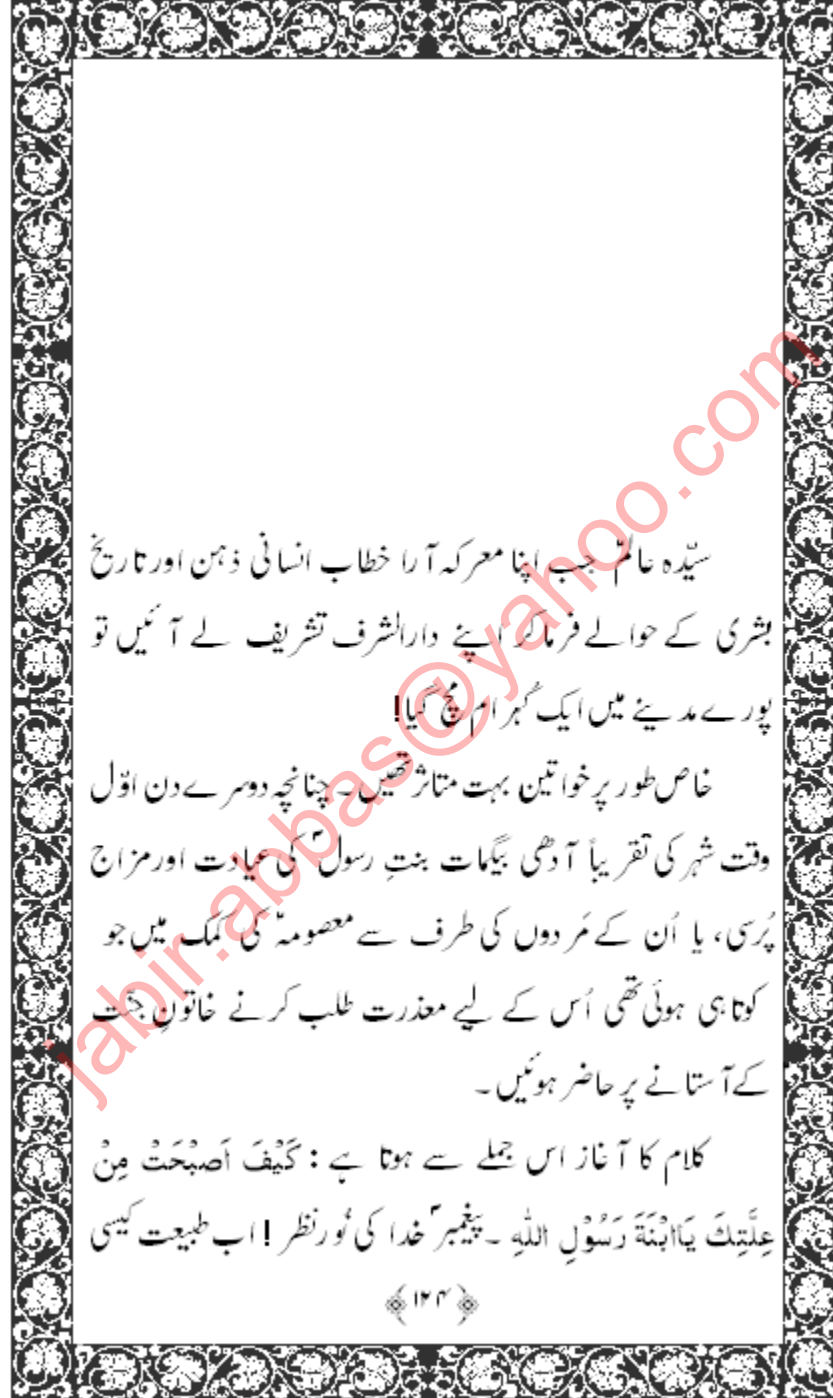 سیّدہ عالمؑ جب اپنا معرکہ آرا خطاب انسانی ذہن اور تاریخ
بشری کے حوالے فرما کر اپنے دارالشرف تشریف لے آئیں تو
پورے مدینے میں ایک کُہرام مچ گیا!
خاص طور پر خواتین بہت متاثر تھیں۔ چنانچہ دوسرے دن اوّل
وقت شہر کی تقریباً آدھی بیگمات بنتِ رسولؐ کی عیادت اور مزاج
پُرسی، یا اُن کے مَردوں کی طرف سے معصومہؑ کی کمک میں جو
کوتاہی ہوئی تھی اُس کے لیے معذرت طلب کرنے خاتونِ جنّت
کے آستانے پر حاضر ہوئیں۔
کلام کا آغاز اس جملے سے ہوتا ہے : کَیْفَ اَصبْحَتْ مِنْ
عِلَّتِکَ یَاابْنَۃَ رَسُوْلِ اللّٰہِ ۔ پیغمبرِؐ خدا کی نُورنظر ! اب طبیعت کیسی
﴿۱۲۴﴾
jabir.abbas@yahoo.com